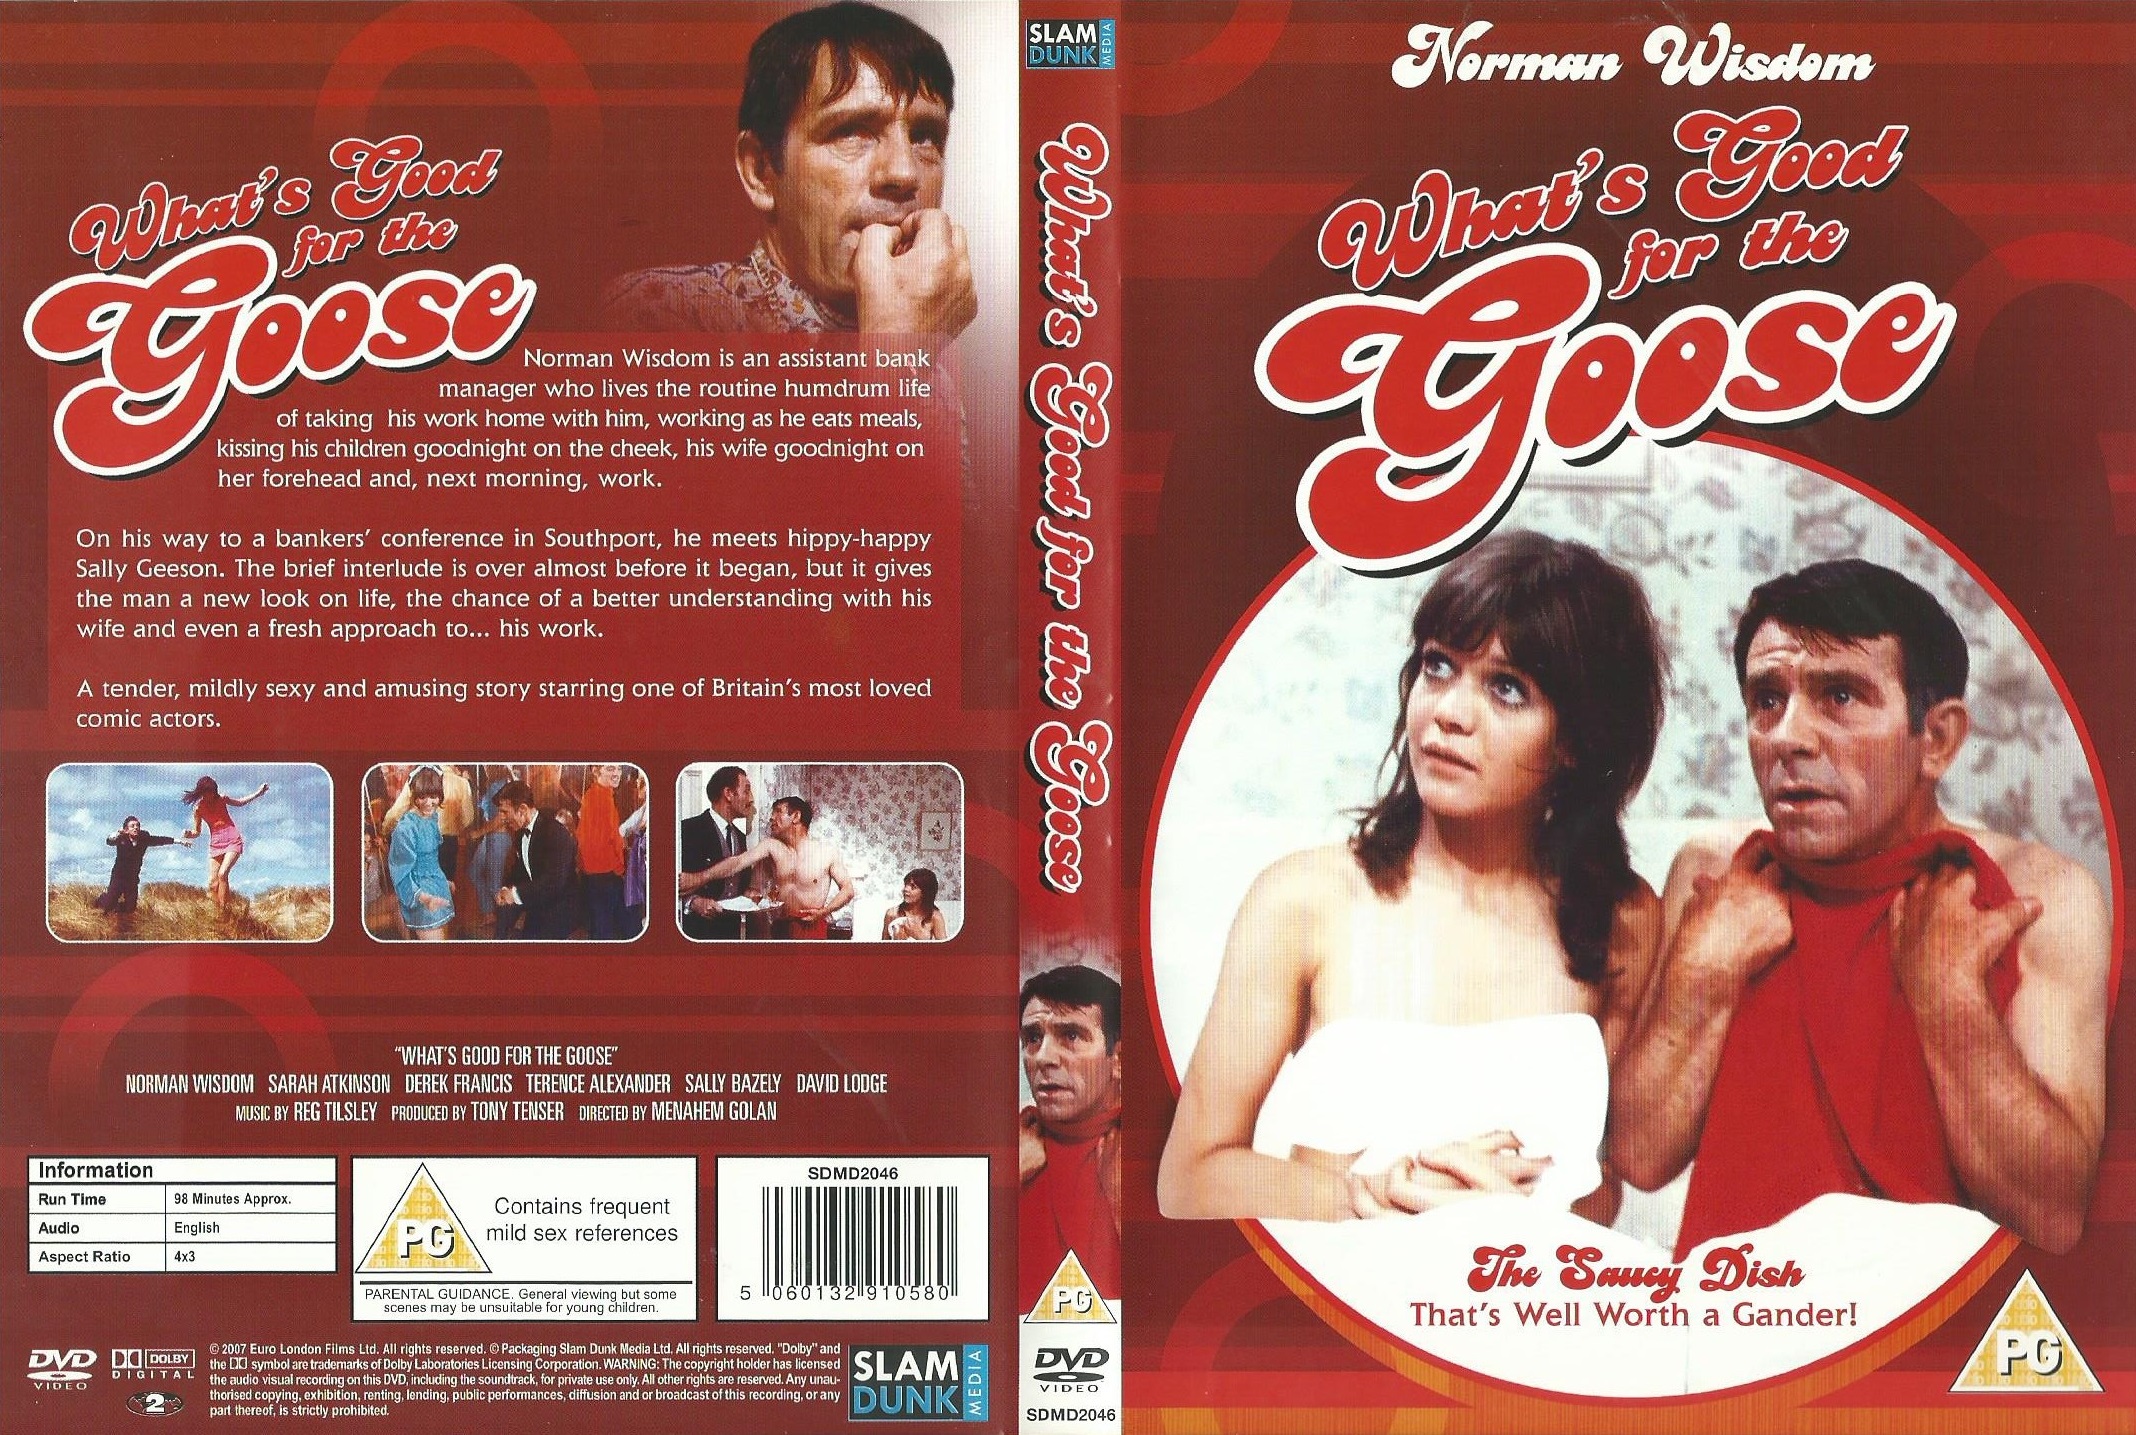 What's Good
for the
Goose
Norman Wisdom is an assistant bank
manager who lives the routine humdrum life
of taking his work home with him, working as he eats meals,
kissing his children goodnight on the cheek, his wife goodnight on
her forehead and, next morning, work.
On his way to a bankers' conference in Southport, he meets hippy-happy
Sally Geeson. The brief interlude is over almost before it began, but it gives
the man a new look on life, the chance of a better understanding with his
wife and even a fresh approach to... his work.
A tender, mildly sexy and amusing story starring one of Britain's most loved
comic actors.
"WHAT'S GOOD FOR THE GOOSE"
NORMAN WISDOM SARAH ATKINSON DEREK FRANCIS TERENCE ALEXANDER SALLY BAZELY DAVID LODGE
MUSIC BY REG TILSLEY PRODUCED BY TONY TENSER DIRECTED BY MENAHEM GOLAN
Information
Run Time 98 Minutes Approx.
Audio English
Aspect Ratio 4x3
PG
Contains frequent
mild sex references
PARENTAL GUIDANCE. General viewing but some
scenes may be unsuitable for young children.
SDMD2046
5 060132 910580
DVD
VIDEO
DOLBY
DIGITAL
2
© 2007 Euro London Films Ltd. All rights reserved. © Packaging Slam Dunk Media Ltd. All rights reserved. "Dolby" and
the symbol are trademarks of Dolby Laboratories Licensing Corporation. WARNING: The copyright holder has licensed
the audio visual recording on this DVD, including the soundtrack, for private use only. All other rights are reserved. Any unau-
thorised copying, exhibition, renting, lending, public performances, diffusion and or broadcast of this recording, or any
part thereof, is strictly prohibited.
SLAM
DUNK
MEDIA
SLAM
DUNK
MEDIA
What's Good for the Goose
PG
DVD
VIDEO
SDMD2046
Norman Wisdom
What's Good
for the
Goose
The Saucy Dish
That's Well Worth a Gander!
PG